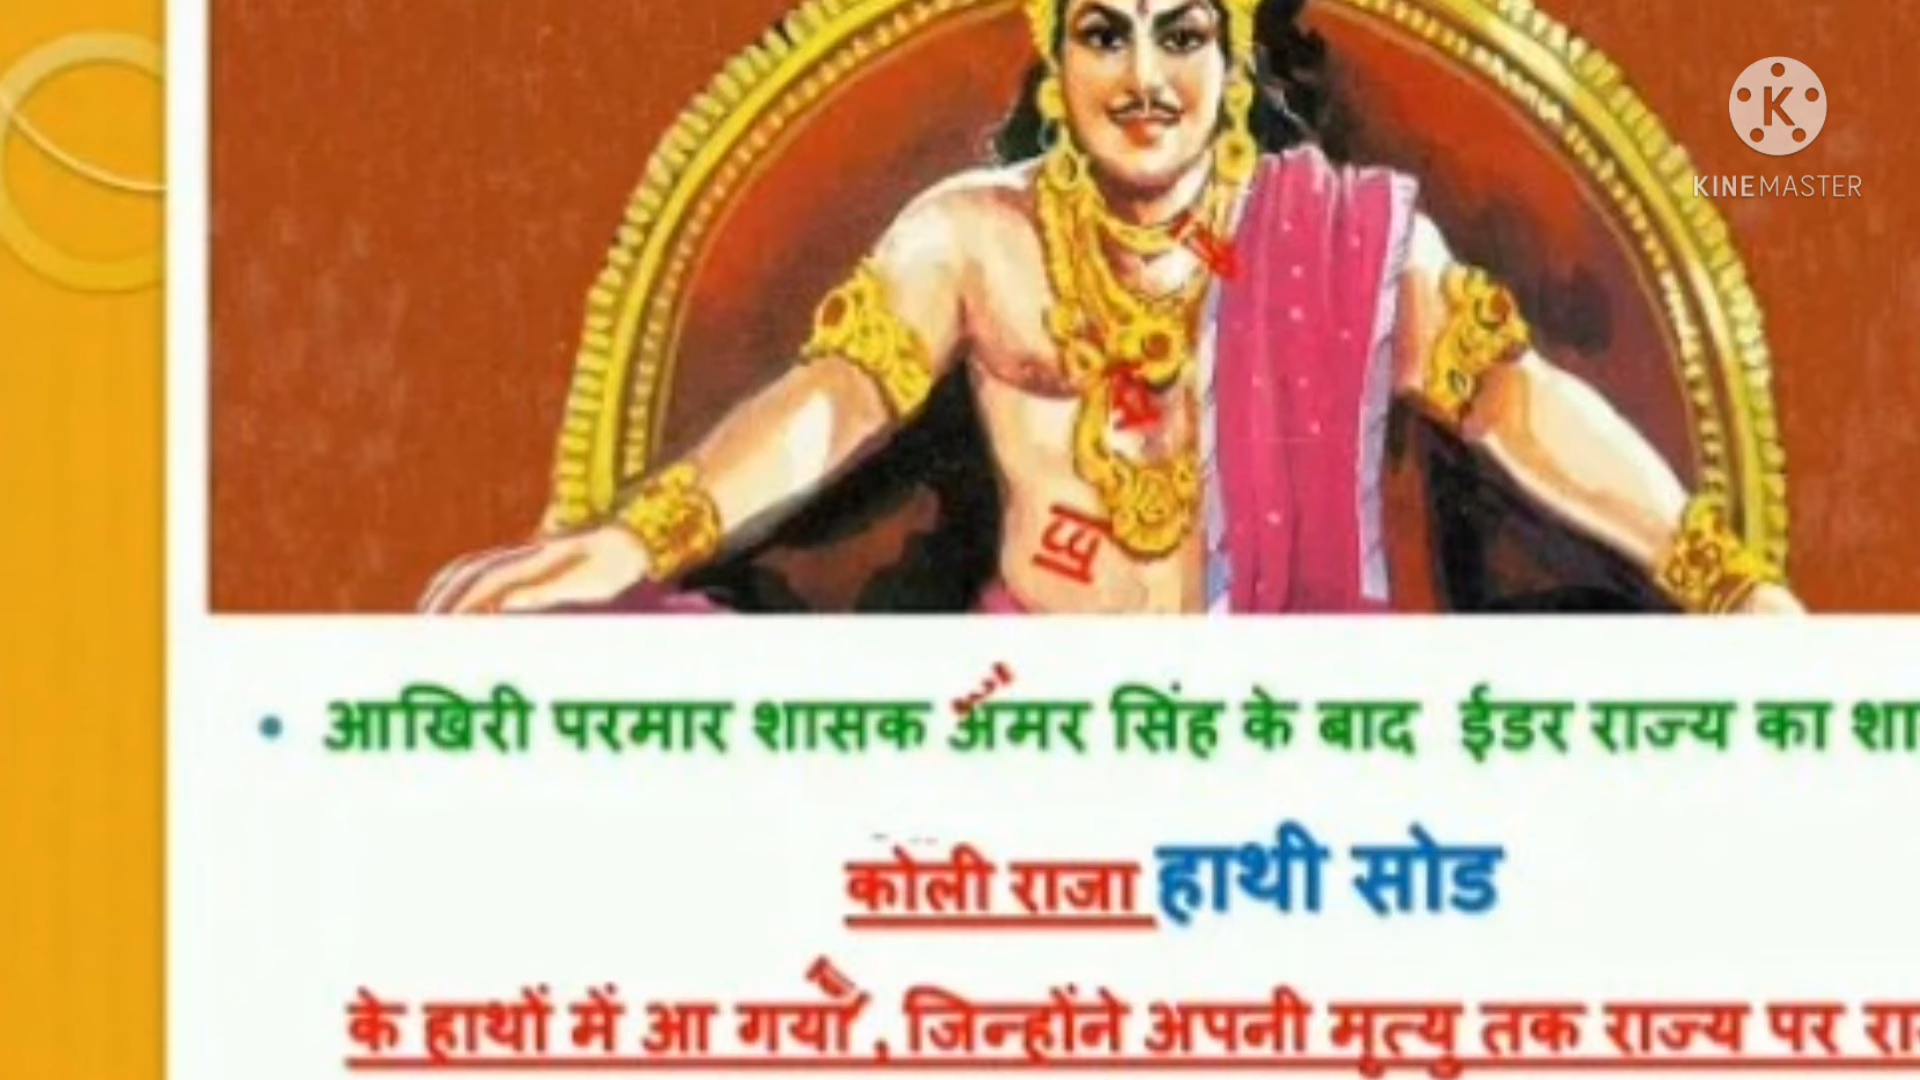 KINEMASTER
आखिरी परमार शासक अमर सिंह के बाद ईडर राज्य का शा
कोली राजा हाथी सोड
के हाथों में आ गया, जिन्होंने अपनी मृत्यु तक राज्य पर रा